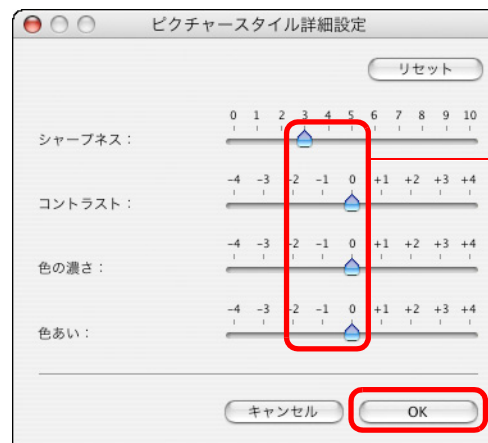 ピクチャースタイル詳細設定
リセット
0 1 2 3 4 5 6 7 8 9 10
シャープネス：
-4 -3 -2 -1 0 +1 +2 +3 +4
コントラスト：
-4 -3 -2 -1 0 +1 +2 +3 +4
色の濃さ：
-4 -3 -2 -1 0 +1 +2 +3 +4
色あい：
キャンセル OK